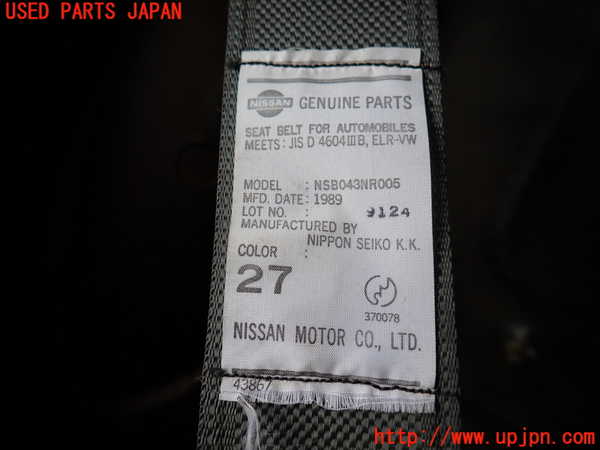 USED PARTS JAPAN
NISSAN GENUINE PARTS
SEAT BELT FOR AUTOMOBILES
MEETS: JIS D 4604ⅢB, ELR-VW
MODEL : NSB043NR005
MFD. DATE: 1989
LOT NO. : 9124
MANUFACTURED BY
NIPPON SEIKO K.K.
COLOR :
27
370078
NISSAN MOTOR CO., LTD.
43867
http://www.upjpn.com/